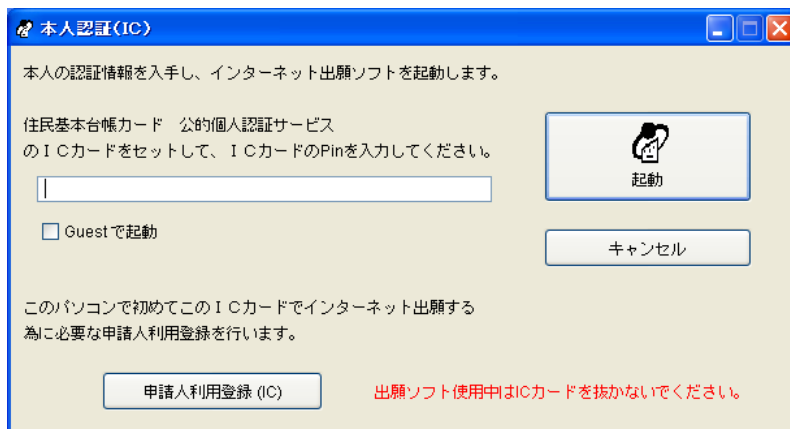 本人認証(IC)
本人の認証情報を入手し、インターネット出願ソフトを起動します。
住民基本台帳カード　公的個人認証サービス
のＩＣカードをセットして、ＩＣカードのPinを入力してください。
起動
Guestで起動
キャンセル
このパソコンで初めてこのＩＣカードでインターネット出願する
為に必要な申請人利用登録を行います。
申請人利用登録(IC)
出願ソフト使用中はICカードを抜かないでください。